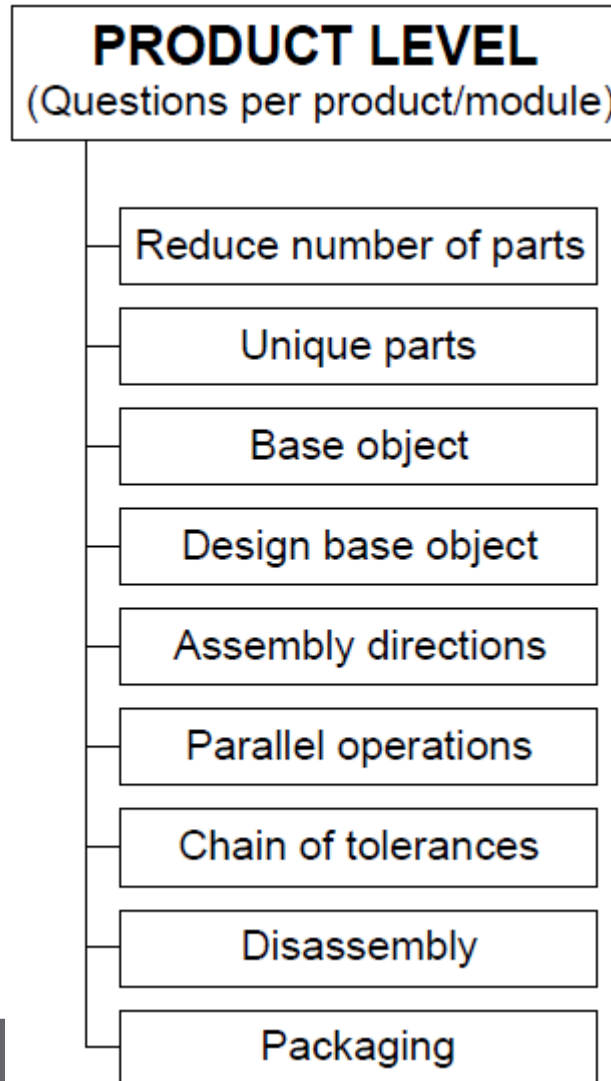 PRODUCT LEVEL
(Questions per product/module)
Reduce number of parts
Unique parts
Base object
Design base object
Assembly directions
Parallel operations
Chain of tolerances
Disassembly
Packaging